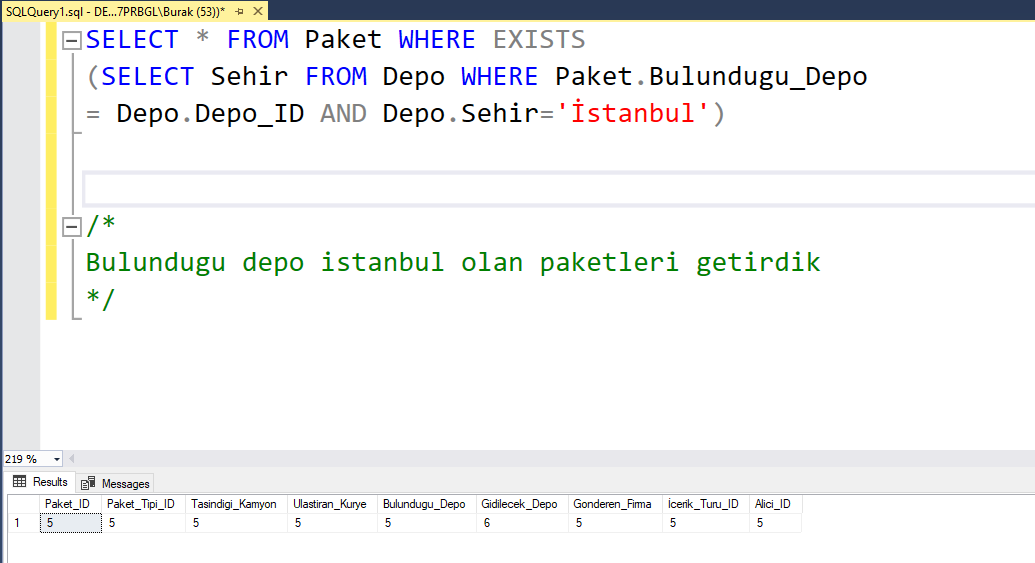 SQLQuery1.sql - DE...7PRBGL\Burak (53))*
SELECT * FROM Paket WHERE EXISTS
(SELECT Sehir FROM Depo WHERE Paket.Bulundugu_Depo
= Depo.Depo_ID AND Depo.Sehir='İstanbul')
/*
Bulundugu depo istanbul olan paketleri getirdik
*/
219 %
Results Messages
Paket_ID Paket_Tipi_ID Tasindigi_Kamyon Ulastiran_Kurye Bulundugu_Depo Gidilecek_Depo Gonderen_Firma İcerik_Turu_ID Alici_ID
1 5 5 5 5 5 6 5 5 5